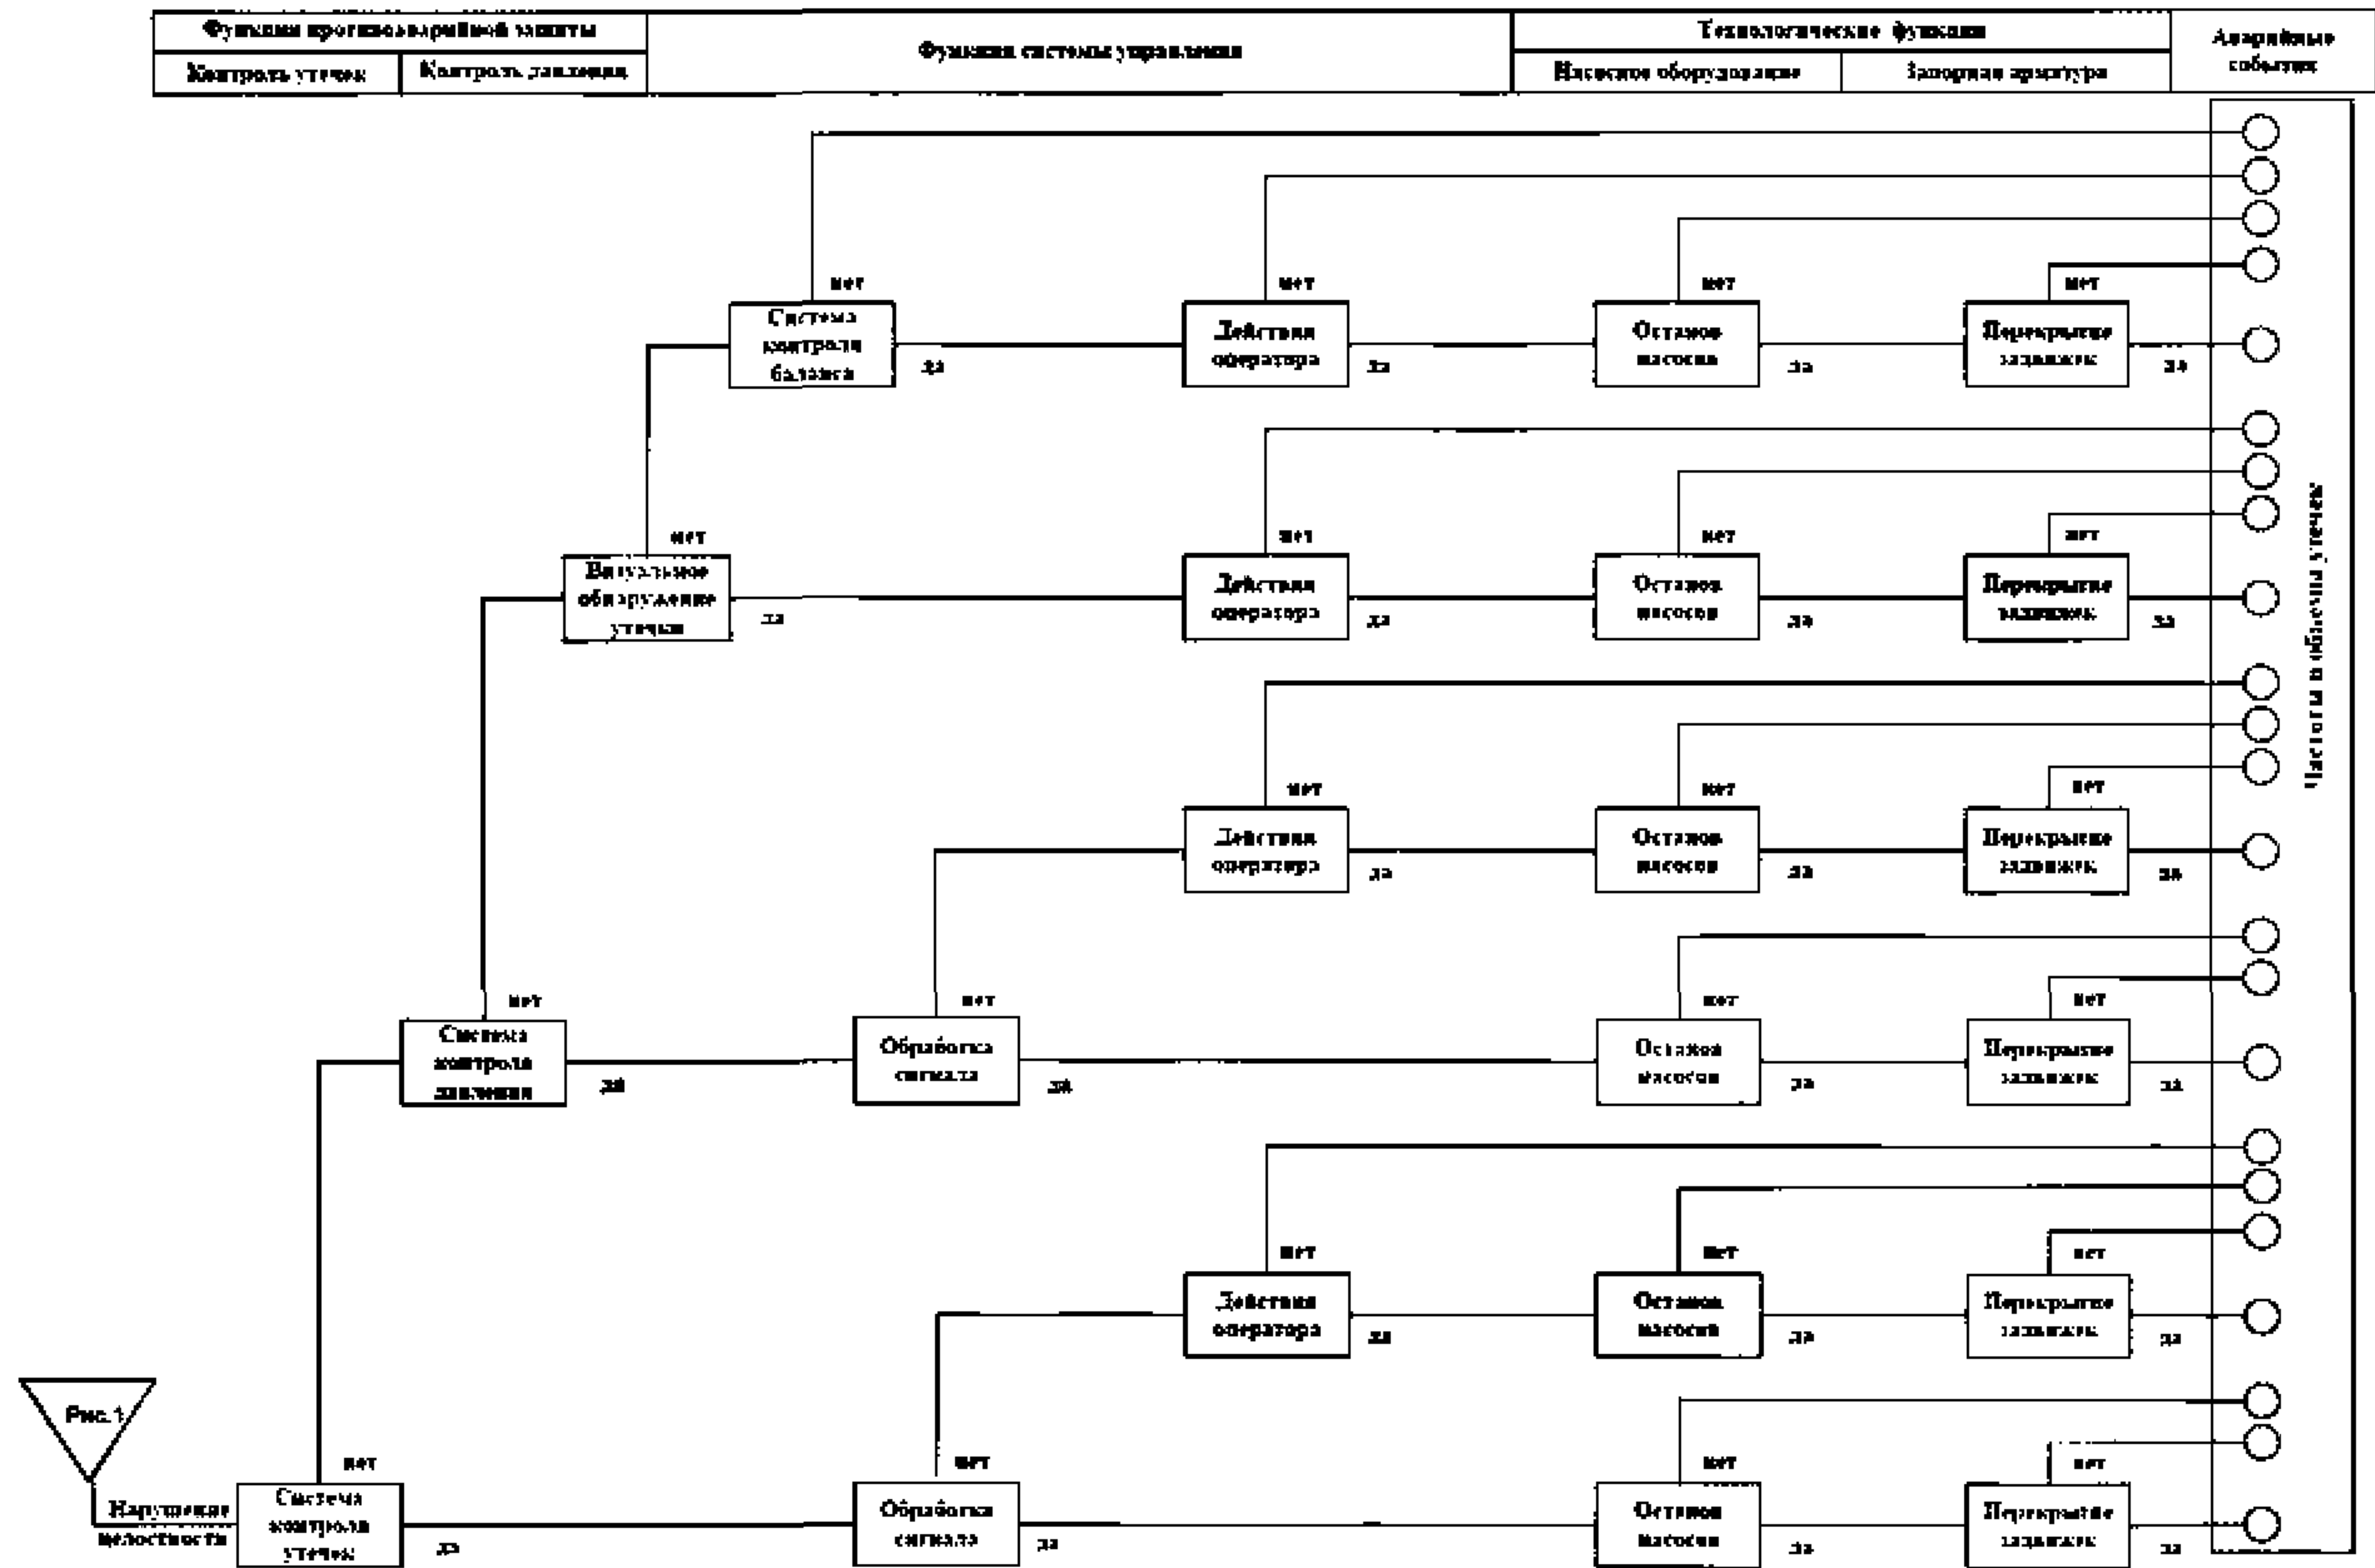 Функции противоаварийной защиты
Функции системы управления
Технологические функции
Аварийные
события
Контроль утечек
Контроль давления
Насосное оборудование
Запорная арматура
нет
нет
нет
нет
Система
контроля
баланса
да
Действия
оператора
да
Останов
насосов
да
Перекрытие
задвижек
да
нет
нет
нет
нет
Визуальное
обнаружение
утечки
да
Действия
оператора
да
Останов
насосов
да
Перекрытие
задвижек
да
Частоты и объемы утечек
нет
нет
нет
Действия
оператора
да
Останов
насосов
да
Перекрытие
задвижек
да
нет
нет
нет
нет
Система
контроля
давления
да
Обработка
сигнала
да
Останов
насосов
да
Перекрытие
задвижек
да
нет
нет
нет
Действия
оператора
да
Останов
насосов
да
Перекрытие
задвижек
да
Рис.1
нет
нет
нет
нет
Нарушение
целостности
Система
контроля
утечек
да
Обработка
сигнала
да
Останов
насосов
да
Перекрытие
задвижек
да